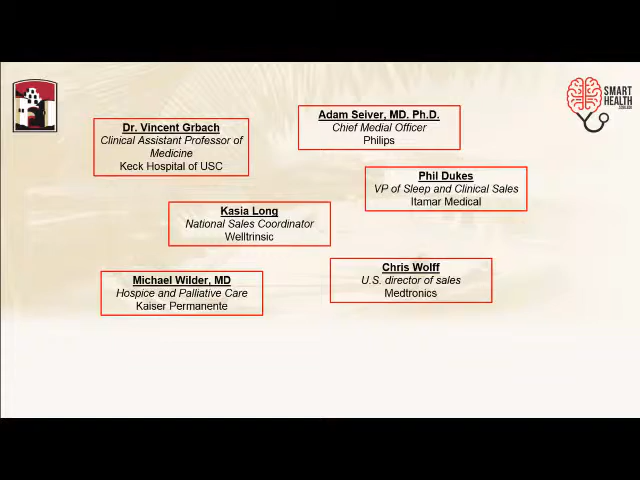 SMART
HEALTH
Dr. Vincent Grbach
Clinical Assistant Professor of
Medicine
Keck Hospital of USC
Adam Seiver, MD. Ph.D.
Chief Medial Officer
Philips
Phil Dukes
VP of Sleep and Clinical Sales
Itamar Medical
Kasia Long
National Sales Coordinator
Welltrinsic
Michael Wilder, MD
Hospice and Palliative Care
Kaiser Permanente
Chris Wolff
U.S. director of sales
Medtronics